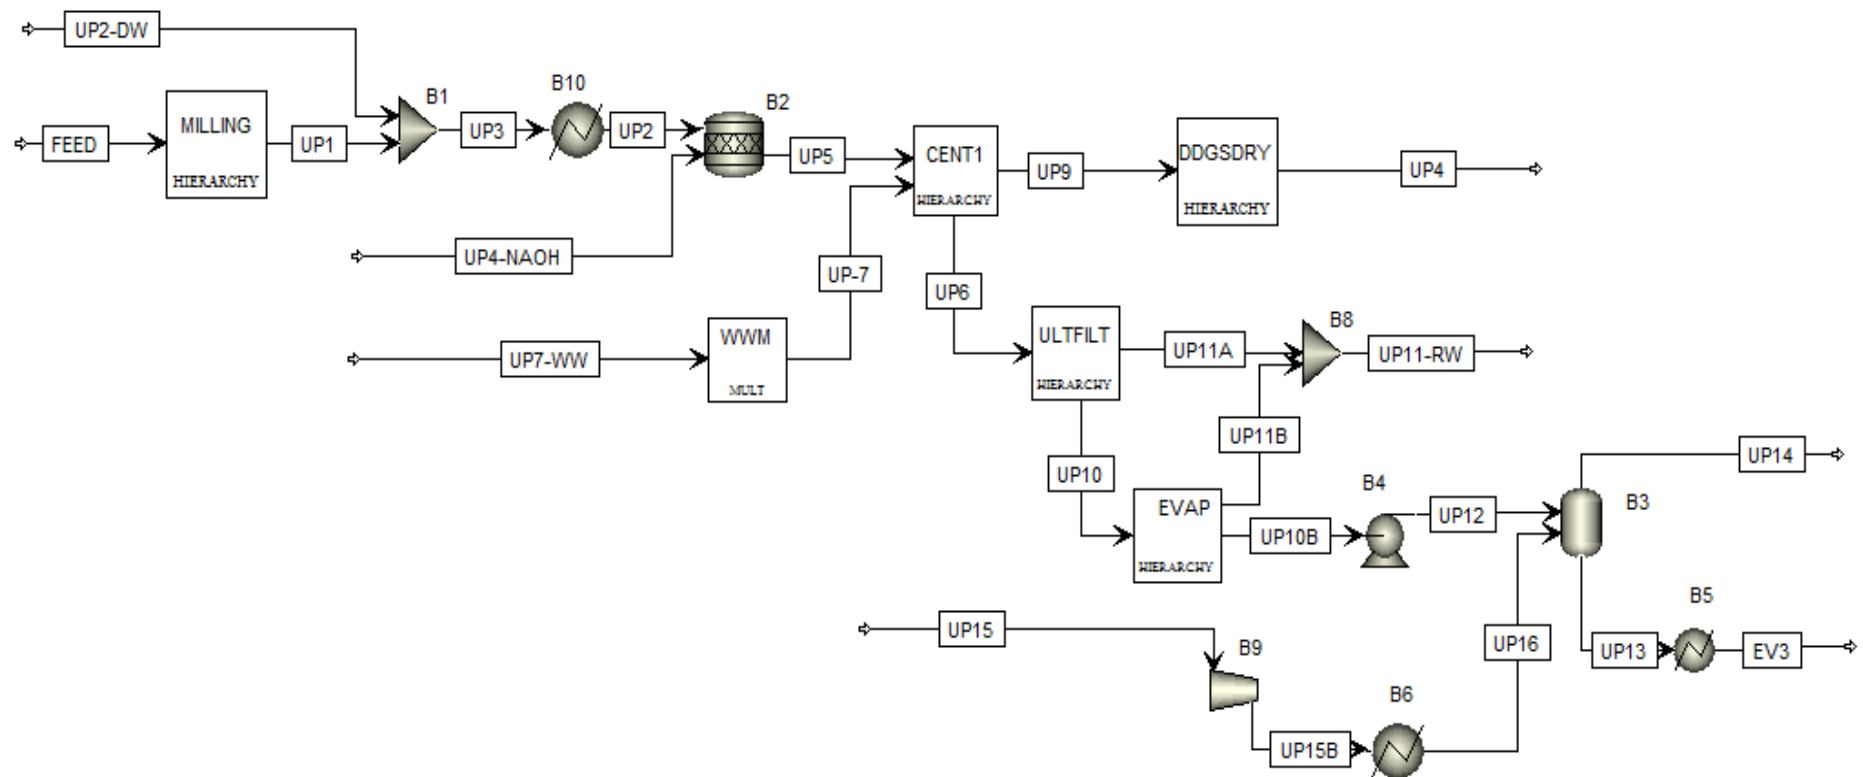 UP2-DW
FEED
MILLING
HIERARCHY
UP1
B1
UP3
B10
UP2
B2
UP5
CENT1
HIERARCHY
UP9
DDGSDRY
HIERARCHY
UP4
UP4-NAOH
UP-7
UP6
UP7-WW
WWM
MULT
ULTFILT
HIERARCHY
UP11A
B8
UP11-RW
UP11B
UP10
EVAP
HIERARCHY
UP10B
B4
UP12
B3
UP14
UP15
B9
UP15B
B6
UP16
UP13
B5
EV3